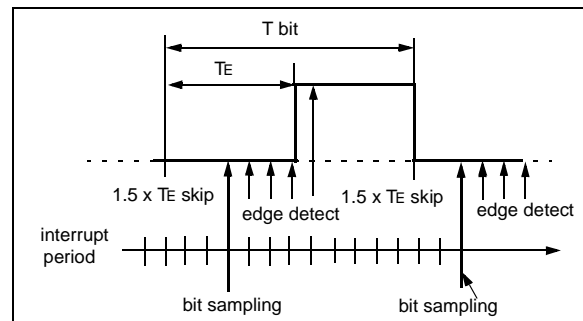 T bit
TE
1.5 x TE skip
1.5 x TE skip
edge detect
edge detect
interrupt
period
bit sampling
bit sampling